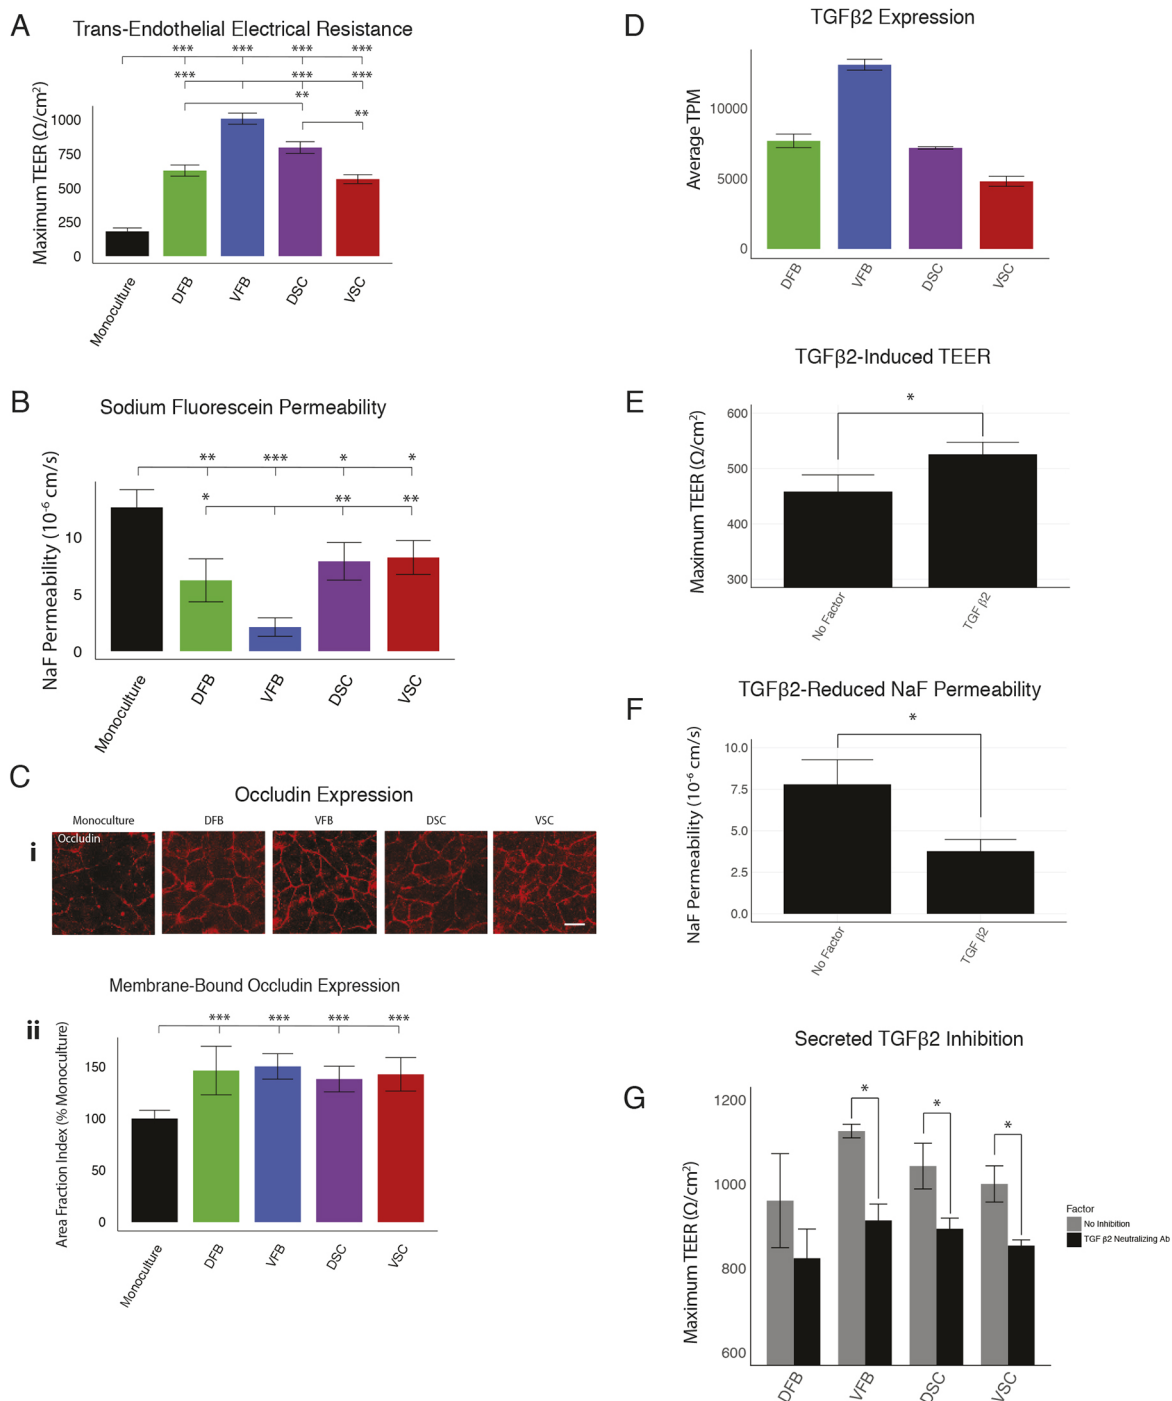 A
Trans-Endothelial Electrical Resistance
*** *** *** ***
*** *** ***
**
**
Maximum TEER (Ω/cm²)
1000
750
500
250
0
Monoculture
DFB
VFB
DSC
VSC
B
Sodium Fluorescein Permeability
** *** * *
* ** **
NaF Permeability (10⁻⁶ cm/s)
10
5
0
Monoculture
DFB
VFB
DSC
VSC
C
Occludin Expression
i
Monoculture DFB VFB DSC VSC
Occludin
Membrane-Bound Occludin Expression
ii
*** *** *** ***
Area Fraction Index (% Monoculture)
150
100
50
0
Monoculture
DFB
VFB
DSC
VSC
D
TGFβ2 Expression
Average TPM
10000
5000
0
DFB
VFB
DSC
VSC
TGFβ2-Induced TEER
E
*
Maximum TEER (Ω/cm²)
600
500
400
300
No Factor
TGF β2
TGFβ2-Reduced NaF Permeability
F
*
NaF Permeability (10⁻⁶ cm/s)
10.0
7.5
5.0
2.5
0.0
No Factor
TGF β2
Secreted TGFβ2 Inhibition
G
* * *
Maximum TEER (Ω/cm²)
1200
1000
800
600
DFB
VFB
DSC
VSC
Factor
No Inhibition
TGF β2 Neutralizing Ab